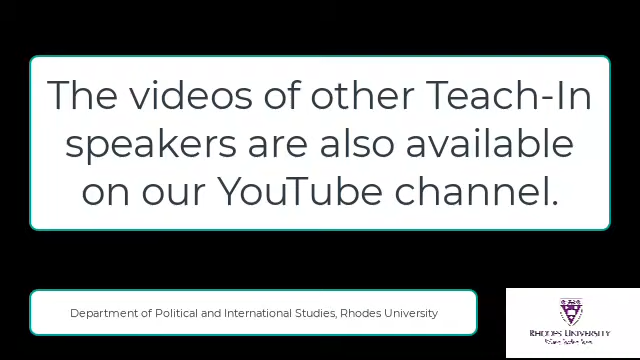 The videos of other Teach-In
speakers are also available
on our YouTube channel.
Department of Political and International Studies, Rhodes University
RHODES UNIVERSITY